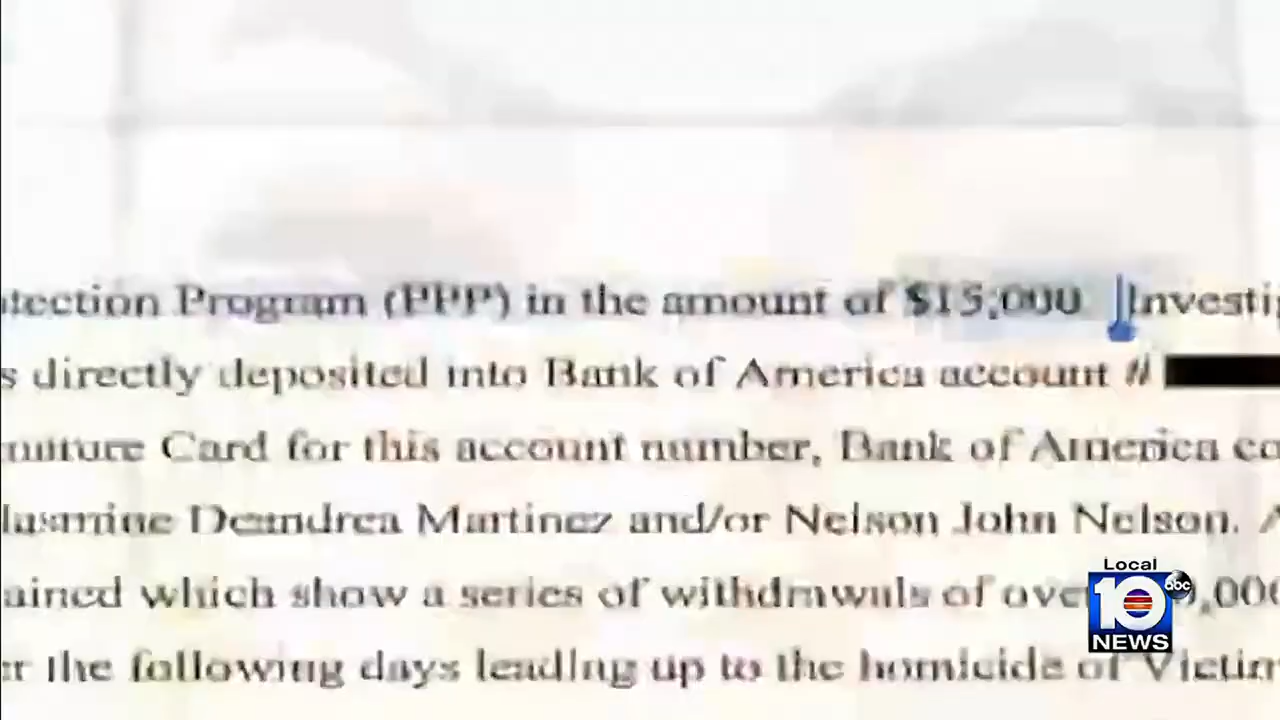 tection Program (PPP) in the amount of $15,000 Investi
s directly deposited into Bank of America account #
nature Card for this account number, Bank of America co
Jasmine Deandrea Martinez and/or Nelson John Nelson. A
ained which show a series of withdrawals of over ,000
r the following days leading up to the homicide of Victim
Local
10
abc
NEWS